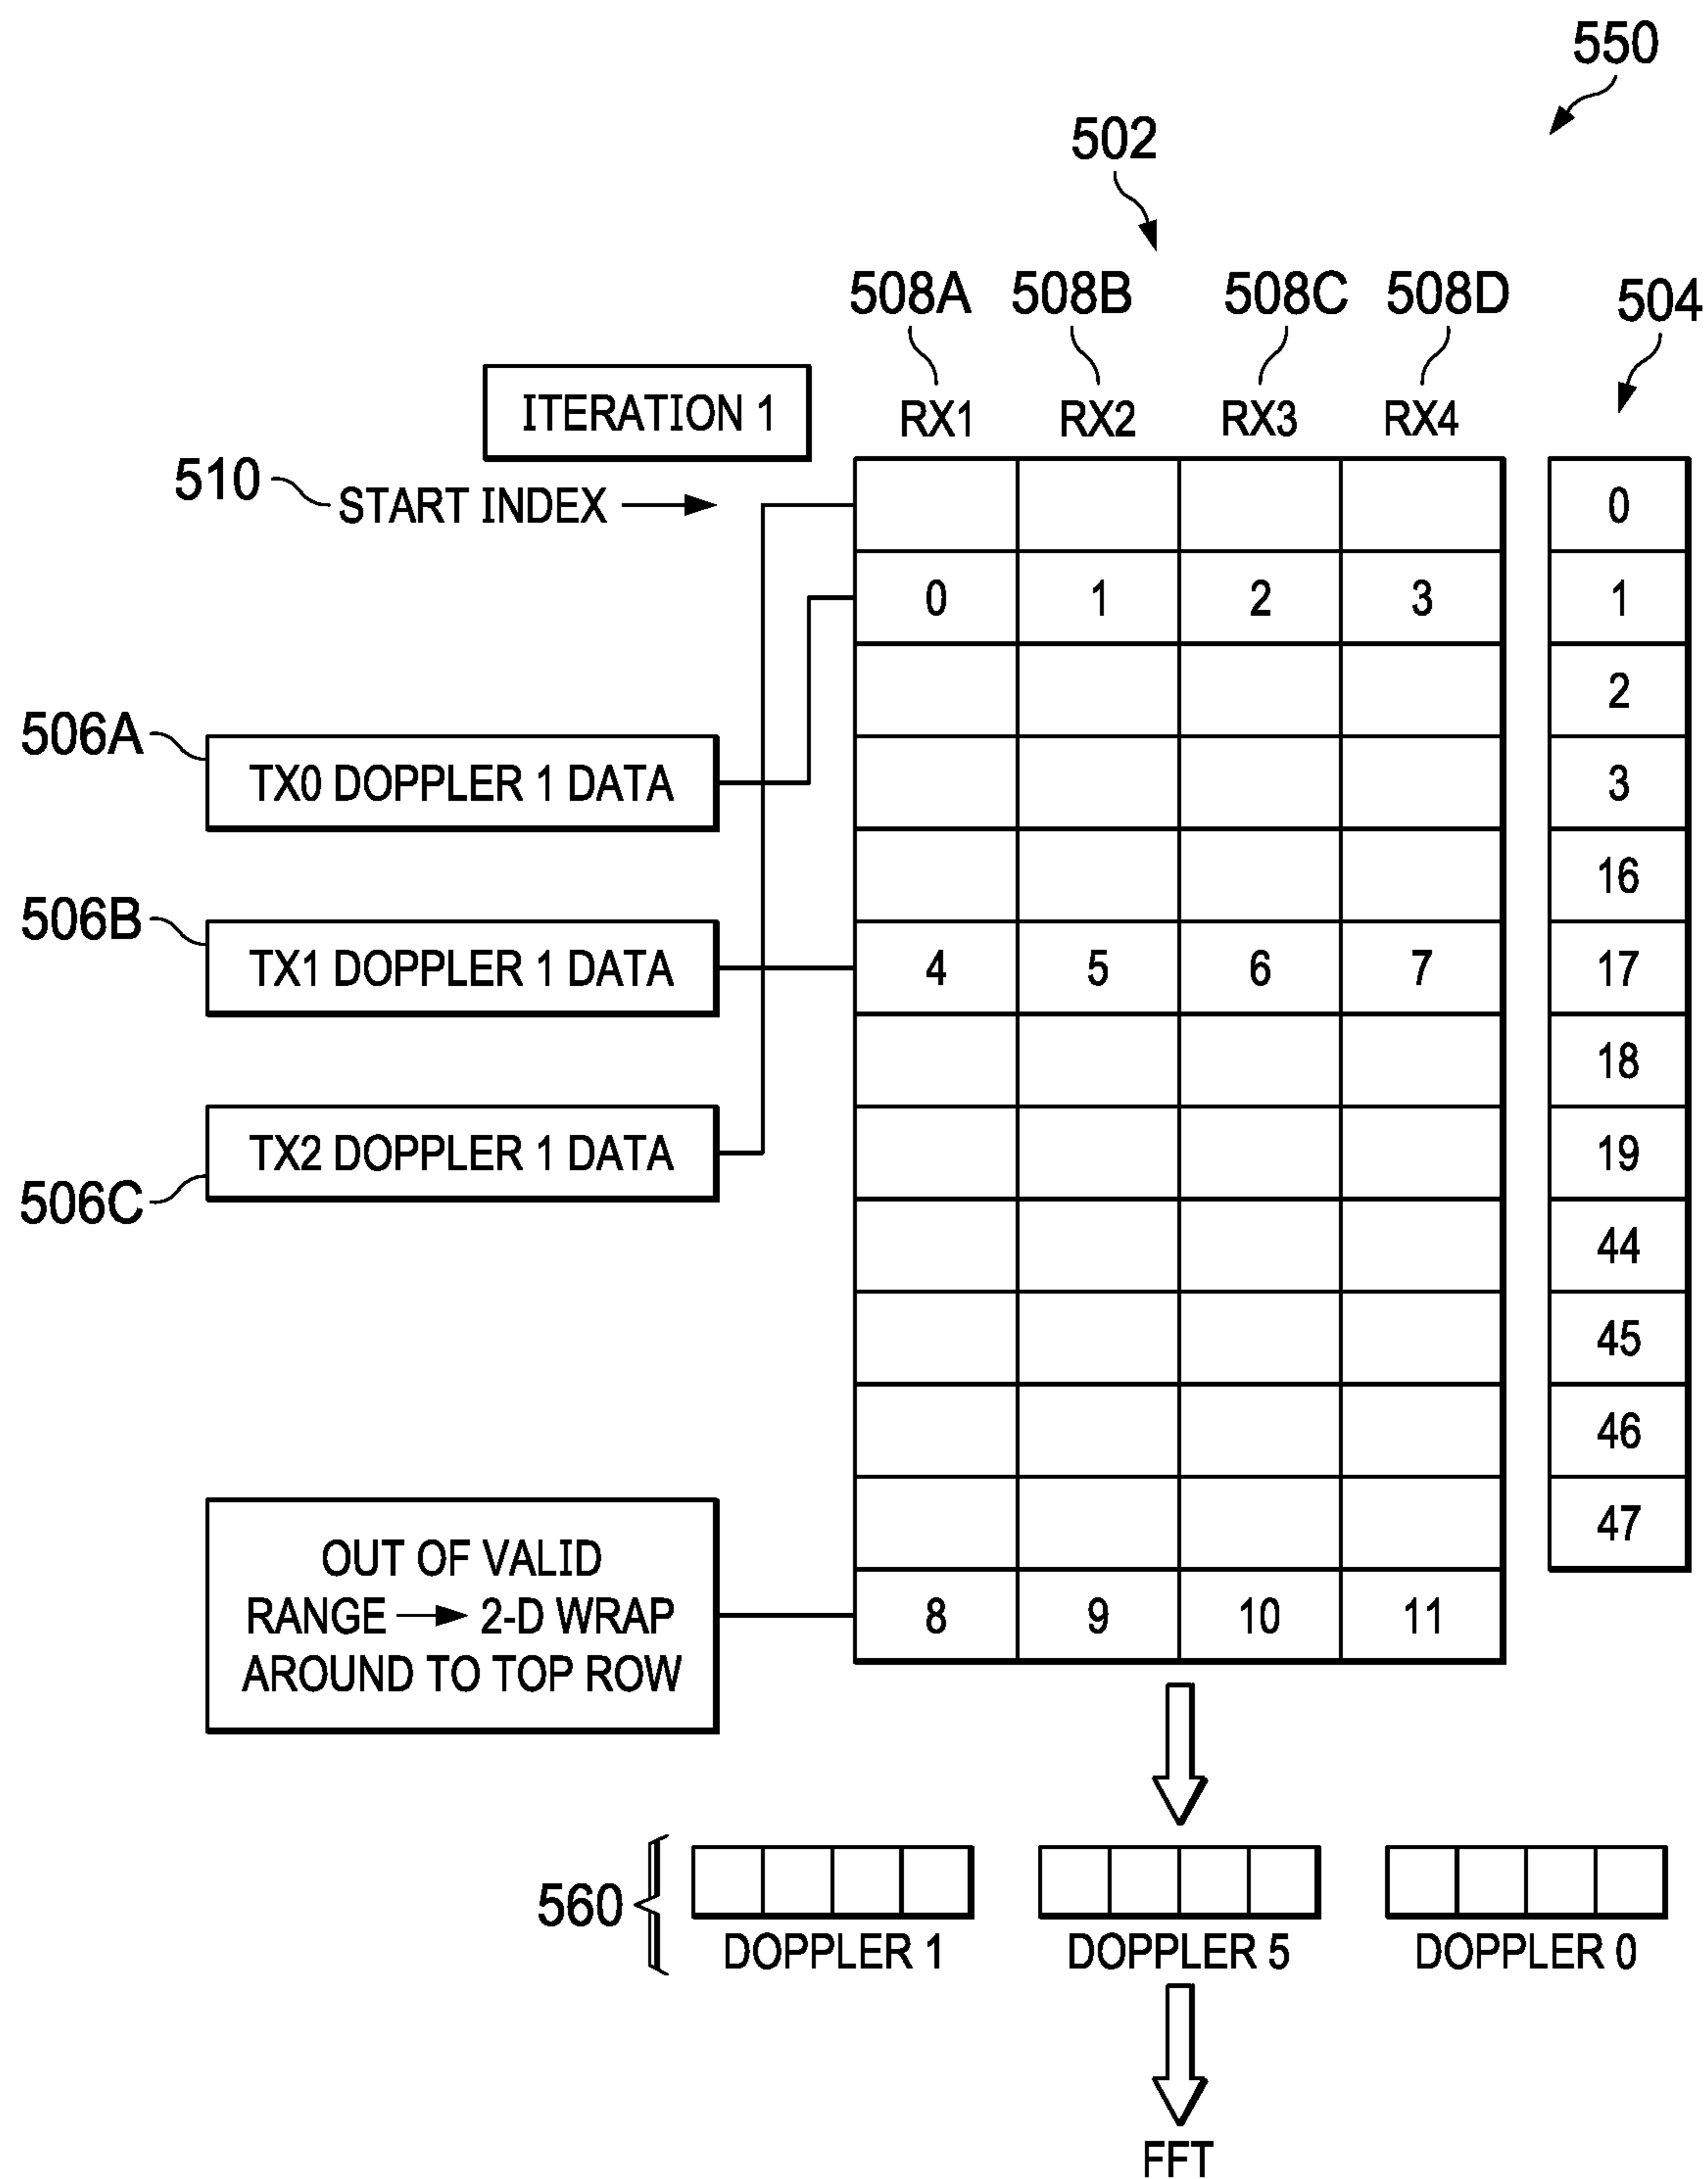 550
502
508A 508B 508C 508D 504
ITERATION 1
RX1 RX2 RX3 RX4
510 START INDEX
0
0 1 2 3 1
2
506A
TX0 DOPPLER 1 DATA
3
16
506B
TX1 DOPPLER 1 DATA
4 5 6 7 17
18
TX2 DOPPLER 1 DATA
19
506C
44
45
46
47
OUT OF VALID
RANGE → 2-D WRAP
AROUND TO TOP ROW
8 9 10 11
560
DOPPLER 1 DOPPLER 5 DOPPLER 0
FFT